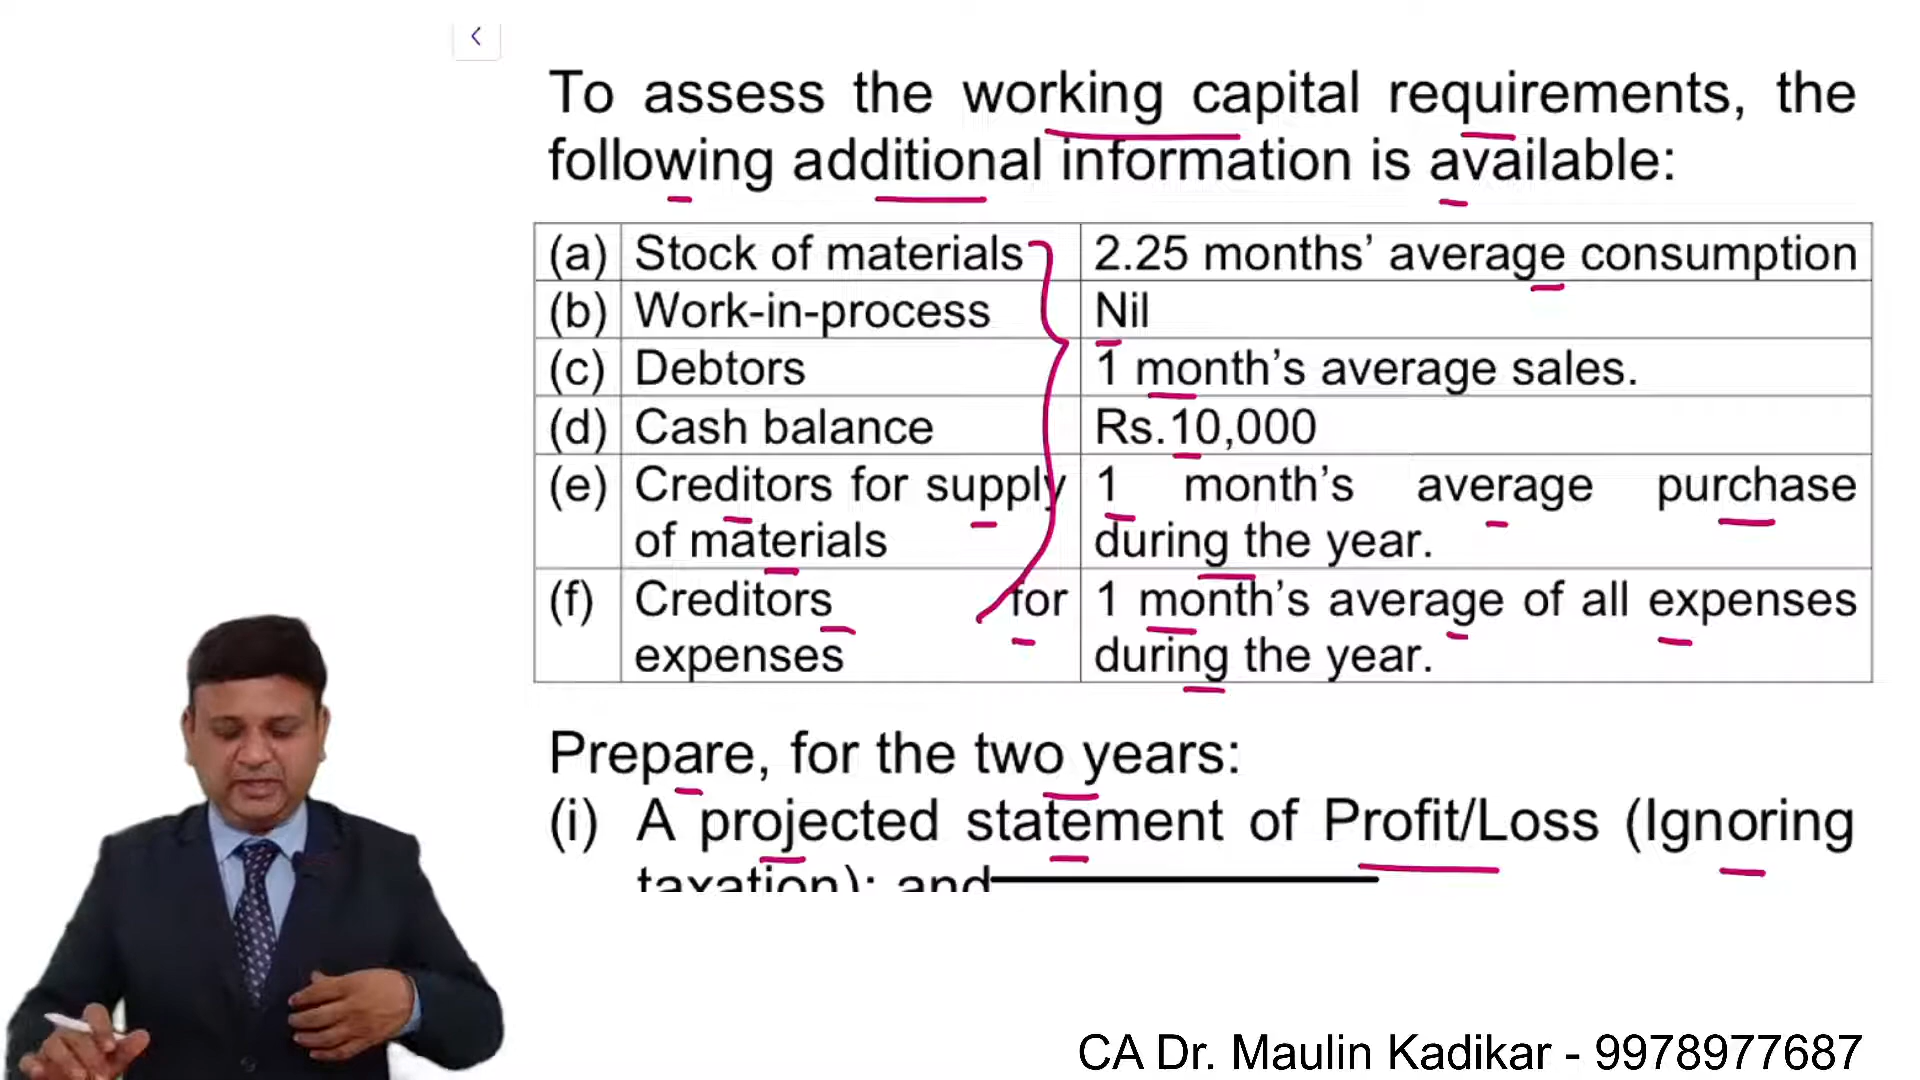 To assess the working capital requirements, the
following additional information is available:
(a) Stock of materials 2.25 months’ average consumption
(b) Work-in-process Nil
(c) Debtors 1 month’s average sales.
(d) Cash balance Rs.10,000
(e) Creditors for supply 1 month’s average purchase
of materials during the year.
(f) Creditors for 1 month’s average of all expenses
expenses during the year.
Prepare, for the two years:
(i) A projected statement of Profit/Loss (Ignoring
taxation); and
CA Dr. Maulin Kadikar - 9978977687